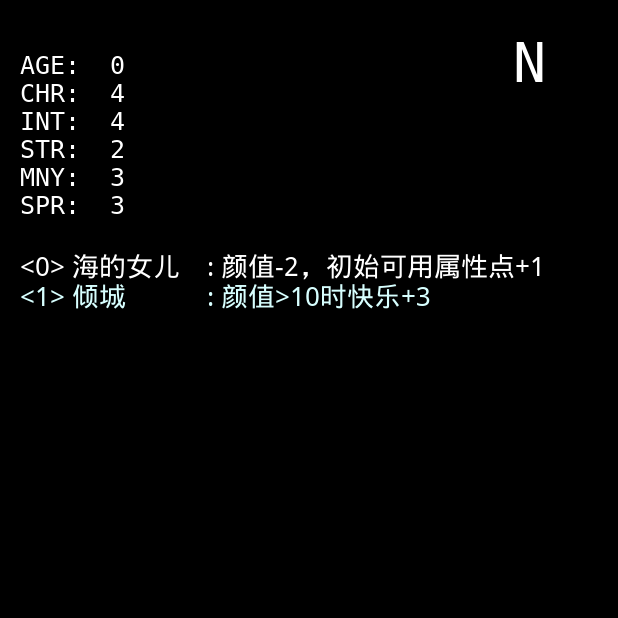 N
AGE: 0
CHR: 4
INT: 4
STR: 2
MNY: 3
SPR: 3
<0> 海的女儿 : 颜值-2，初始可用属性点+1
<1> 倾城 : 颜值>10时快乐+3